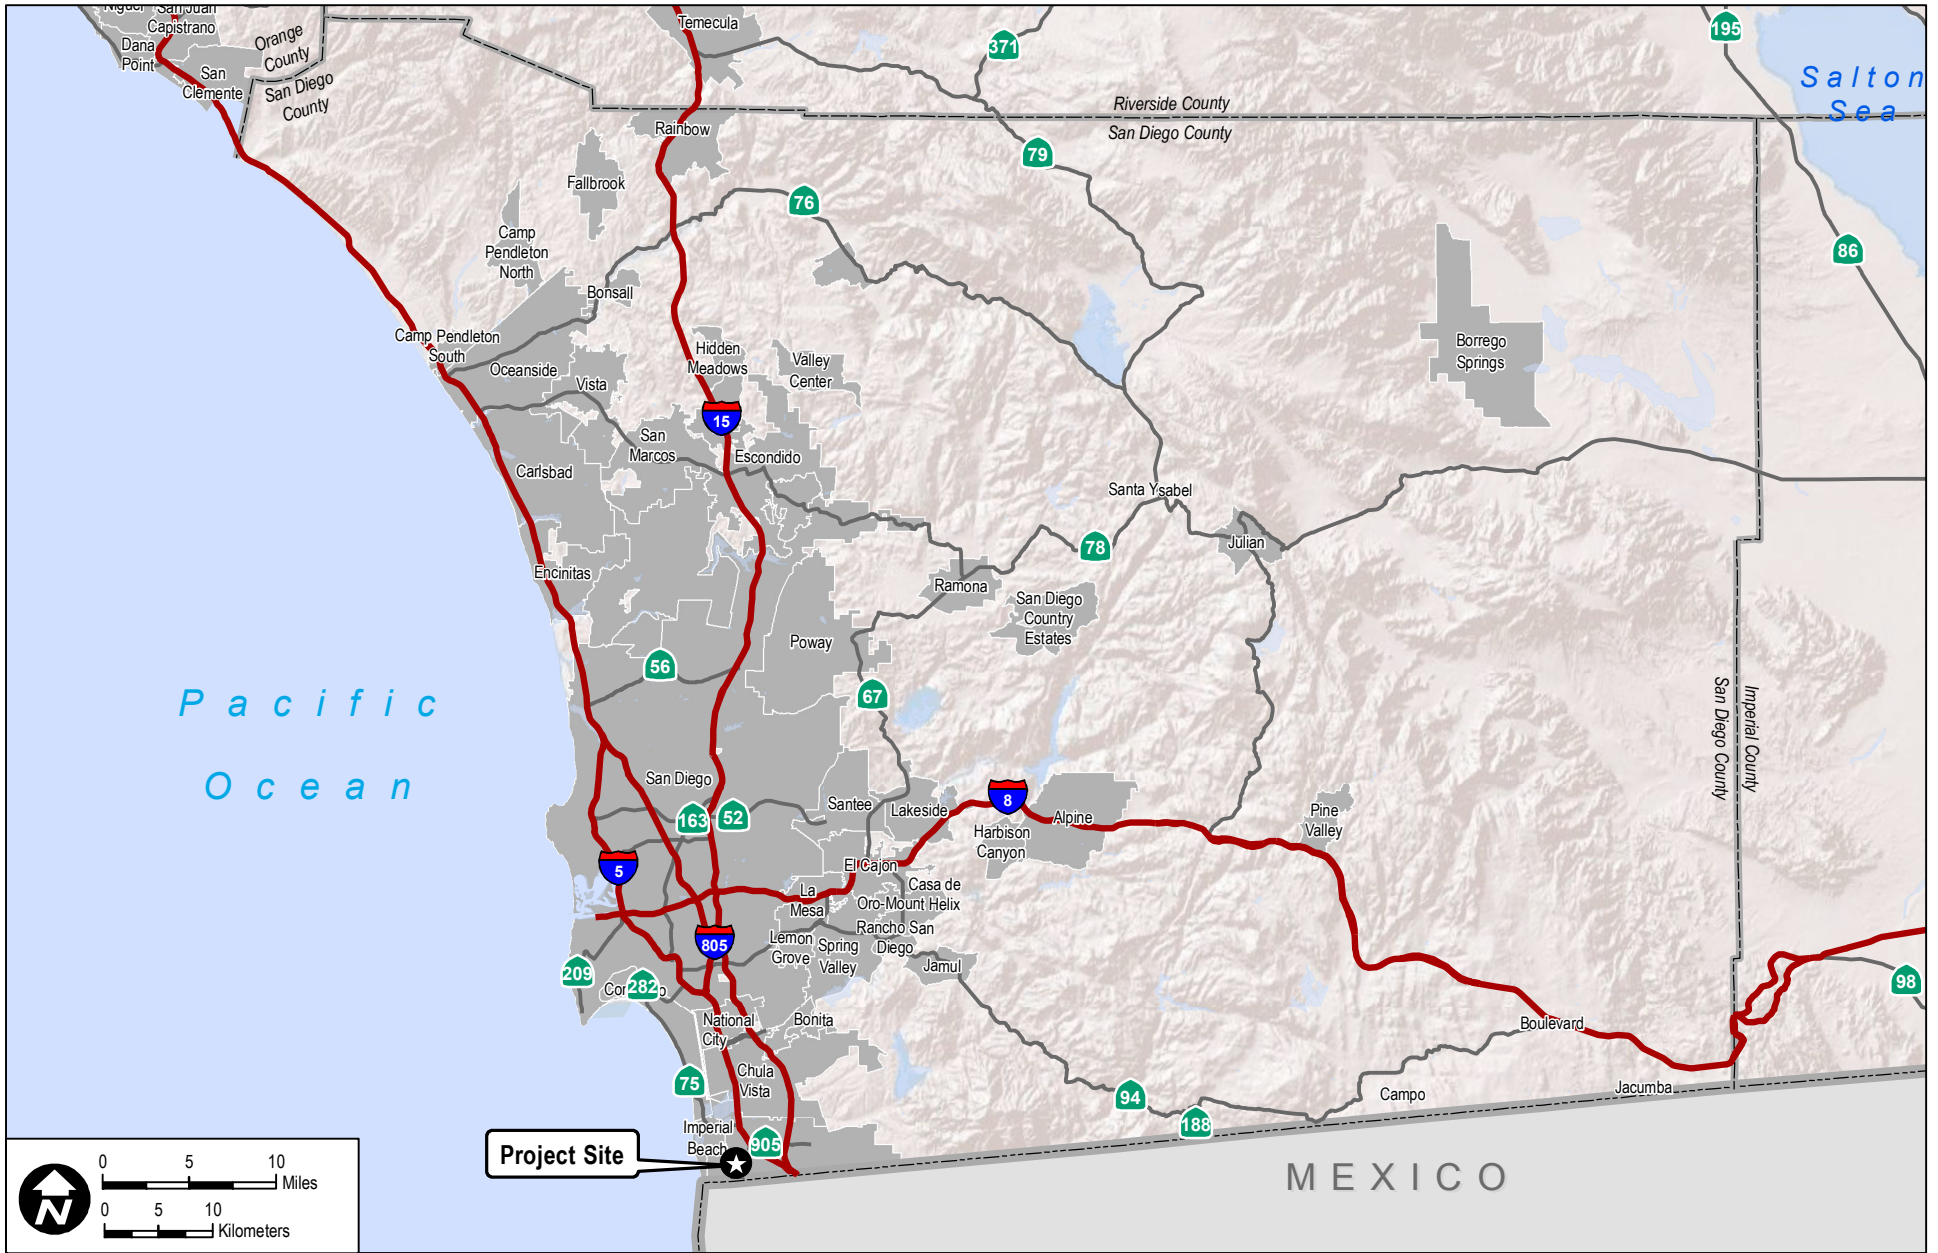 Niguel
San Juan
Capistrano
Dana
Point
San
Clemente
Orange
County
San Diego
County
Temecula
371
195
Salton
Sea
Riverside County
San Diego County
Rainbow
79
Fallbrook
76
Camp
Pendleton
North
Bonsall
86
Camp Pendleton
South
Oceanside
Vista
Hidden
Meadows
Valley
Center
Borrego
Springs
15
San
Marcos
Escondido
Carlsbad
Santa Ysabel
78
Julian
Encinitas
Ramona
San Diego
Country
Estates
Poway
56
67
Pacific
Ocean
San Diego County
Imperial County
San Diego
163
52
Santee
Lakeside
8
Alpine
Harbison
Canyon
Pine
Valley
5
El Cajon
La
Mesa
Casa de
Oro-Mount Helix
Rancho San
Diego
805
Lemon
Grove
Spring
Valley
Jamul
209
282
98
National
City
Bonita
Boulevard
75
Chula
Vista
94
188
Campo
Jacumba
Imperial
Beach
905
Project Site
MEXICO
N
0 5 10
Miles
0 5 10
Kilometers